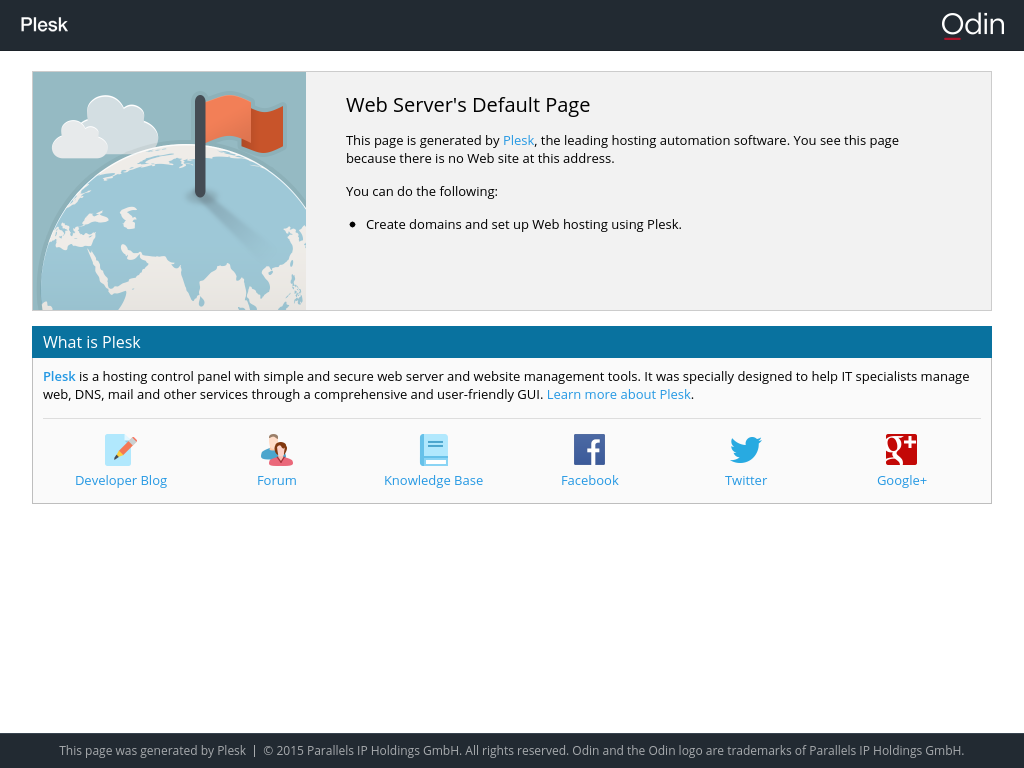 Plesk
Odin
Web Server's Default Page
This page is generated by Plesk, the leading hosting automation software. You see this page
because there is no Web site at this address.
You can do the following:
• Create domains and set up Web hosting using Plesk.
What is Plesk
Plesk is a hosting control panel with simple and secure web server and website management tools. It was specially designed to help IT specialists manage
web, DNS, mail and other services through a comprehensive and user-friendly GUI. Learn more about Plesk.
Developer Blog
Forum
Knowledge Base
Facebook
Twitter
Google+
This page was generated by Plesk | © 2015 Parallels IP Holdings GmbH. All rights reserved. Odin and the Odin logo are trademarks of Parallels IP Holdings GmbH.